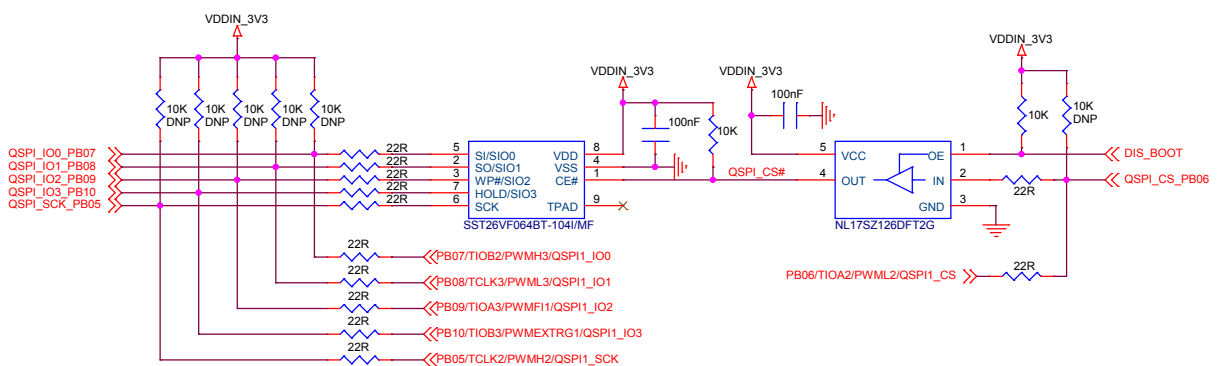 VDDIN_3V3
10K
DNP
10K
DNP
10K
DNP
10K
DNP
10K
DNP
QSPI_IO0_PB07
QSPI_IO1_PB08
QSPI_IO2_PB09
QSPI_IO3_PB10
QSPI_SCK_PB05
22R
22R
22R
22R
22R
5
2
3
7
6
SI/SIO0
SO/SIO1
WP#/SIO2
HOLD/SIO3
SCK
VDD
VSS
CE#
TPAD
8
4
1
9
SST26VF064BT-104I/MF
VDDIN_3V3
100nF
10K
QSPI_CS#
VDDIN_3V3
100nF
5
4
VCC
OUT
OE
IN
GND
1
2
3
NL17SZ126DFT2G
VDDIN_3V3
10K
10K
DNP
22R
DIS_BOOT
QSPI_CS_PB06
PB06/TIOA2/PWML2/QSPI1_CS
22R
22R
PB07/TIOB2/PWMH3/QSPI1_IO0
22R
PB08/TCLK3/PWML3/QSPI1_IO1
22R
PB09/TIOA3/PWMFI1/QSPI1_IO2
22R
PB10/TIOB3/PWMEXTRG1/QSPI1_IO3
22R
PB05/TCLK2/PWMH2/QSPI1_SCK